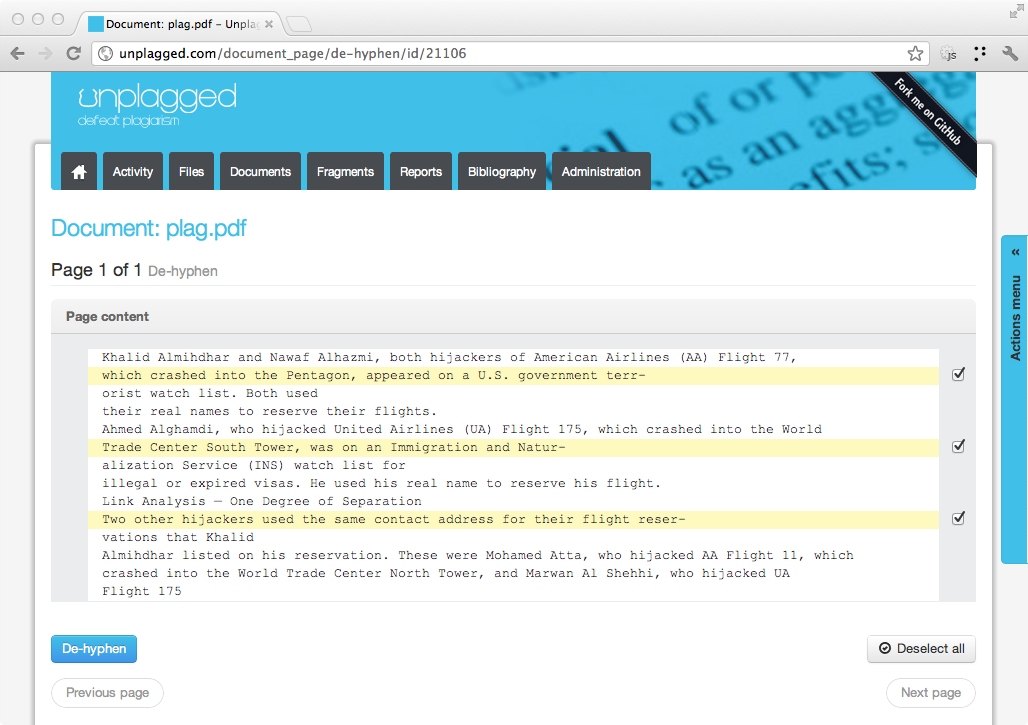 Document: plag.pdf – Unpla
unplagged.com/document_page/de-hyphen/id/21106
JS
unplagged
defeat plagiarism
of or po
as an aggreg
efits; s
Fork me on GitHub
Activity Files Documents Fragments Reports Bibliography Administration
Document: plag.pdf
Page 1 of 1 De-hyphen
« Actions menu
Page content
Khalid Almihdhar and Nawaf Alhazmi, both hijackers of American Airlines (AA) Flight 77,
which crashed into the Pentagon, appeared on a U.S. government terr-
orist watch list. Both used
their real names to reserve their flights.
Ahmed Alghamdi, who hijacked United Airlines (UA) Flight 175, which crashed into the World
Trade Center South Tower, was on an Immigration and Natur-
alization Service (INS) watch list for
illegal or expired visas. He used his real name to reserve his flight.
Link Analysis — One Degree of Separation
Two other hijackers used the same contact address for their flight reser-
vations that Khalid
Almihdhar listed on his reservation. These were Mohamed Atta, who hijacked AA Flight 11, which
crashed into the World Trade Center North Tower, and Marwan Al Shehhi, who hijacked UA
Flight 175
De-hyphen Deselect all
Previous page Next page